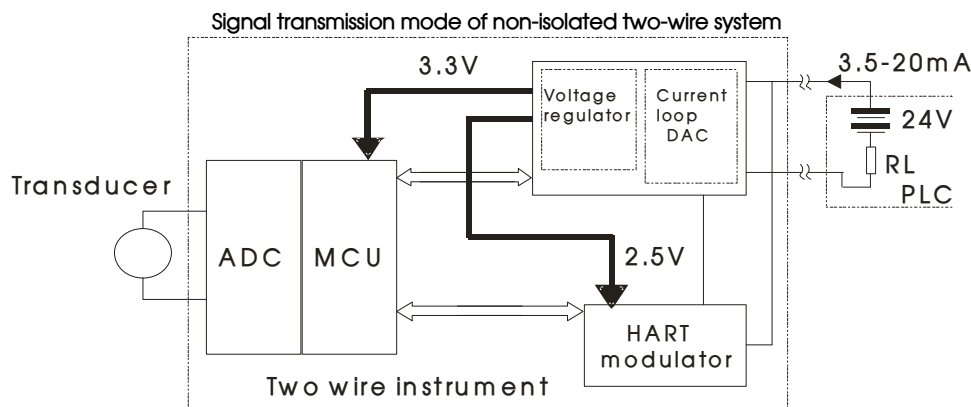 Signal transmission mode of non-isolated two-wire system
3.3V
3.5-20mA
Voltage
regulator
Current
loop
DAC
24V
RL
PLC
Transducer
ADC
MCU
2.5V
HART
modulator
Two wire instrument